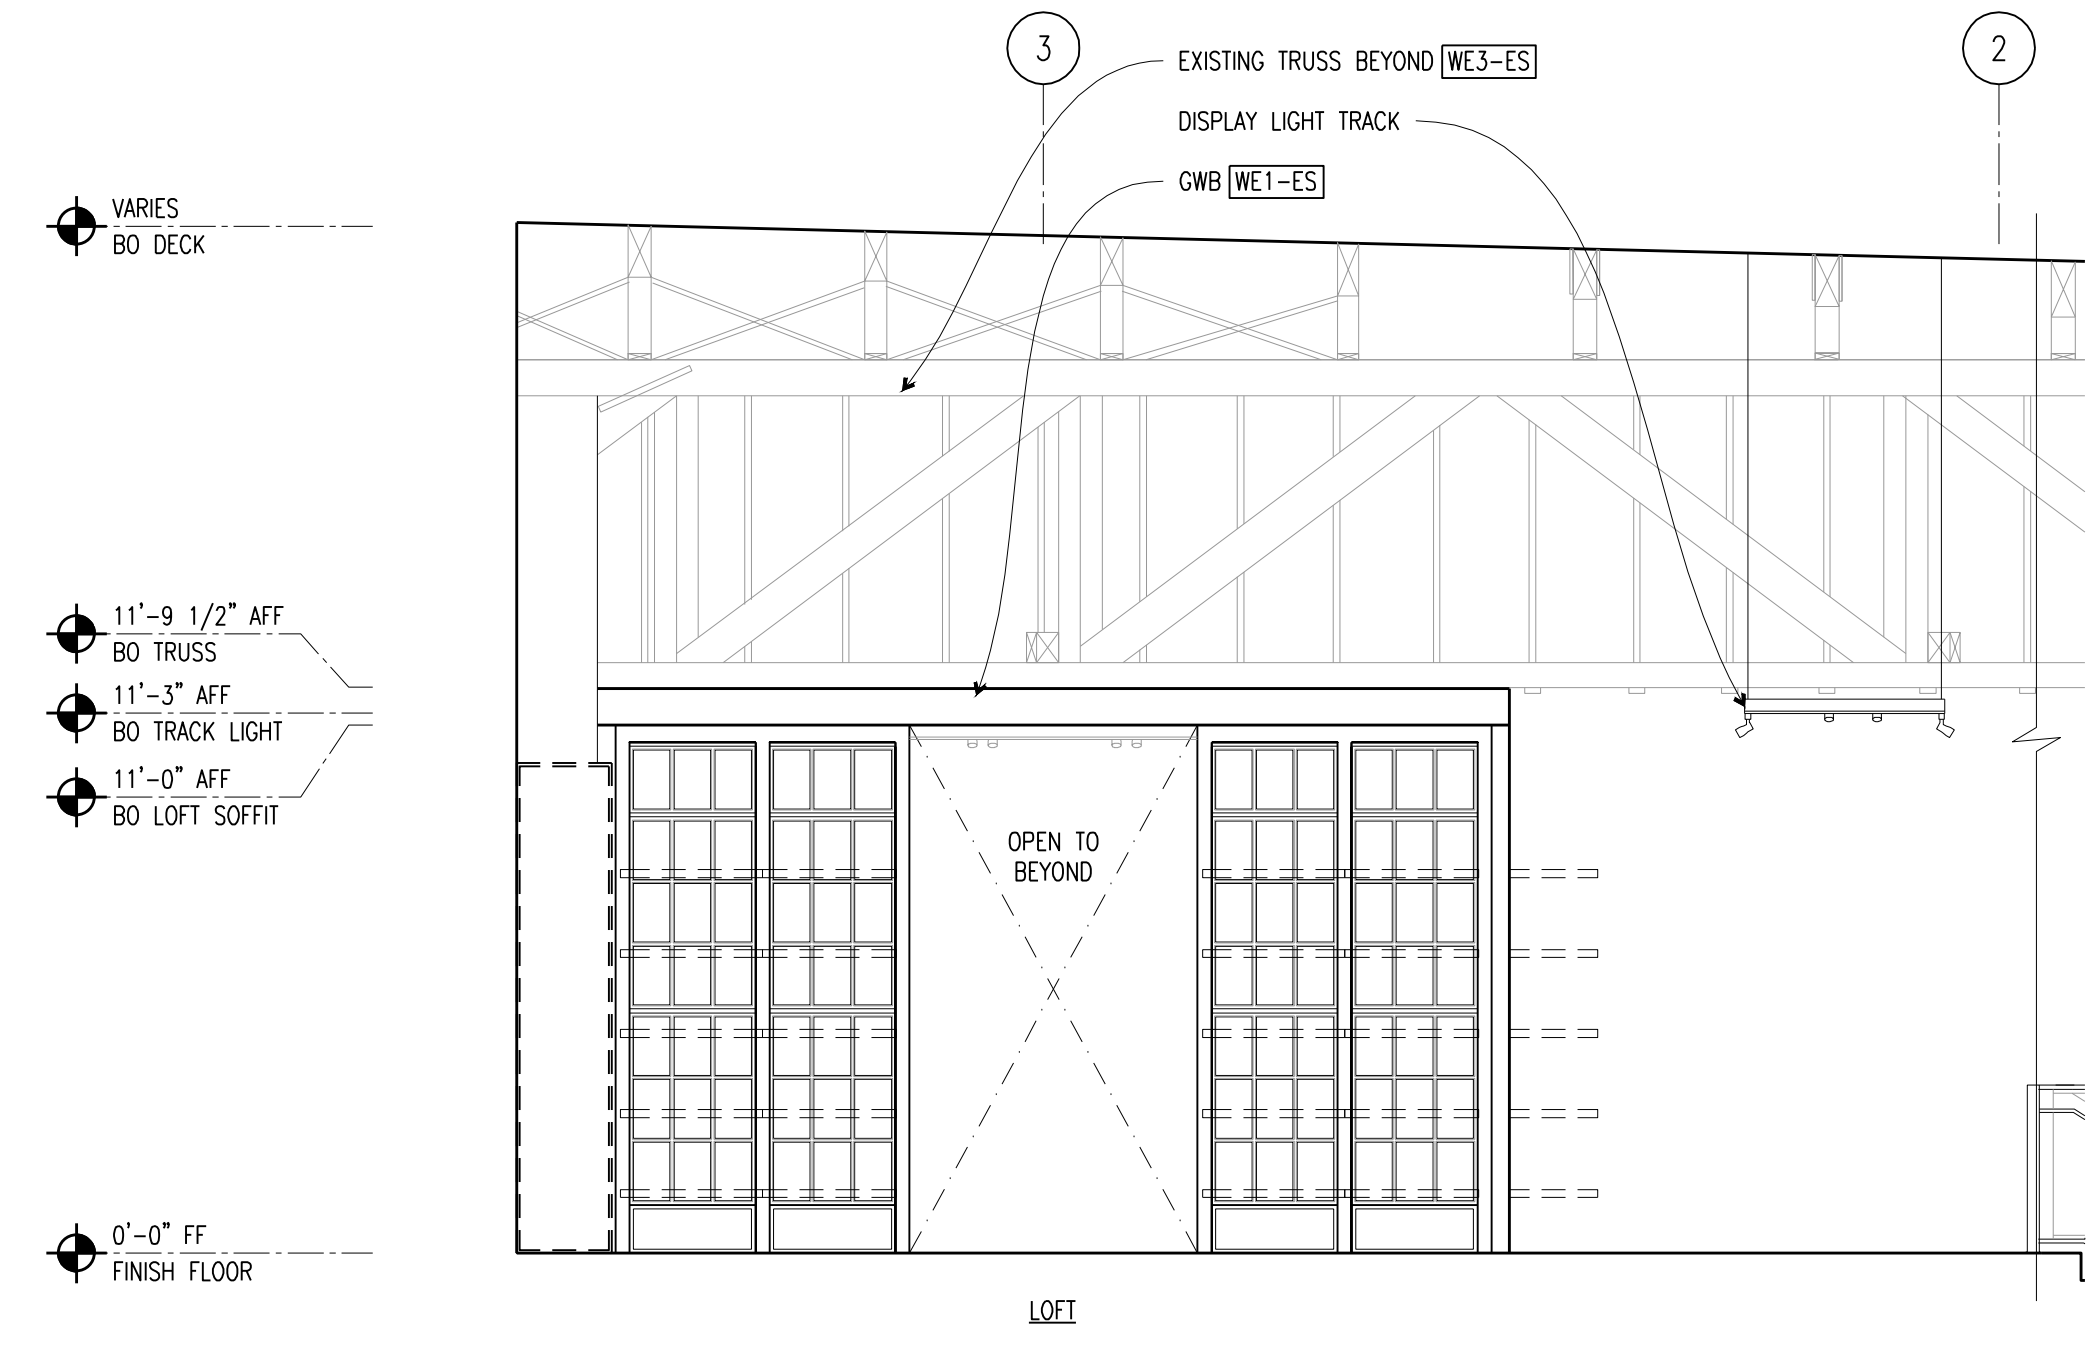 3
2
EXISTING TRUSS BEYOND WE3-ES
DISPLAY LIGHT TRACK
GWB WE1-ES
VARIES
BO DECK
11'-9 1/2" AFF
BO TRUSS
11'-3" AFF
BO TRACK LIGHT
11'-0" AFF
BO LOFT SOFFIT
OPEN TO
BEYOND
0'-0" FF
FINISH FLOOR
LOFT